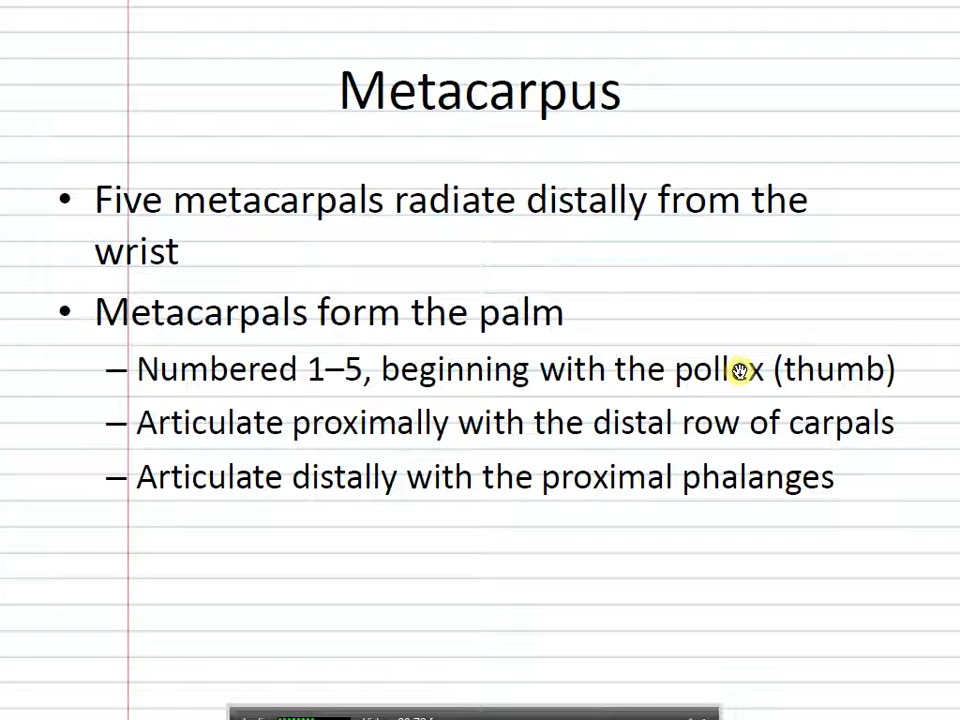 Metacarpus
• Five metacarpals radiate distally from the
wrist
• Metacarpals form the palm
– Numbered 1–5, beginning with the pollex (thumb)
– Articulate proximally with the distal row of carpals
– Articulate distally with the proximal phalanges